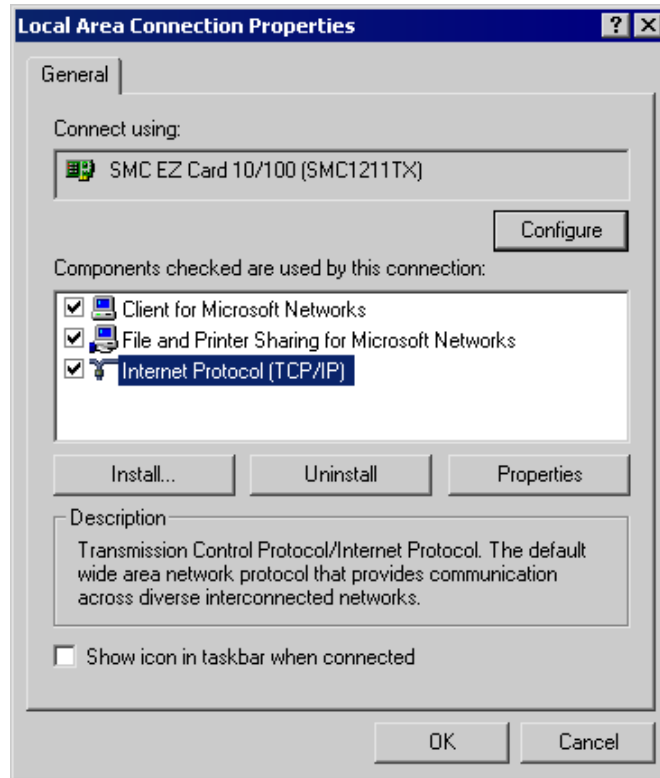 Local Area Connection Properties
General
Connect using:
SMC EZ Card 10/100 (SMC1211TX)
Configure
Components checked are used by this connection:
Client for Microsoft Networks
File and Printer Sharing for Microsoft Networks
Internet Protocol (TCP/IP)
Install... Uninstall Properties
Description
Transmission Control Protocol/Internet Protocol. The default
wide area network protocol that provides communication
across diverse interconnected networks.
Show icon in taskbar when connected
OK Cancel